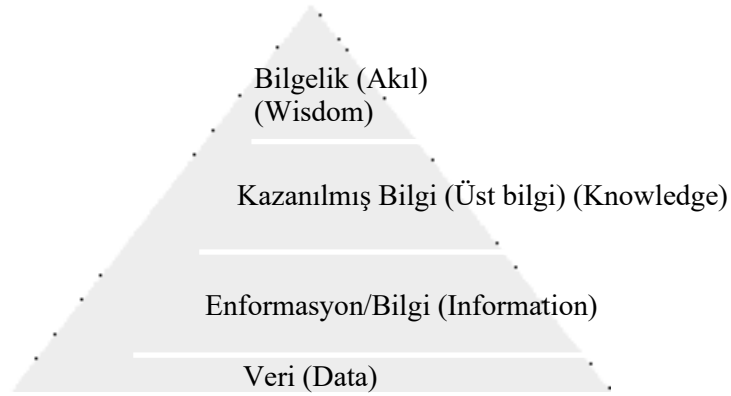 Bilgelik (Akıl)
(Wisdom)
Kazanılmış Bilgi (Üst bilgi) (Knowledge)
Enformasyon/Bilgi (Information)
Veri (Data)